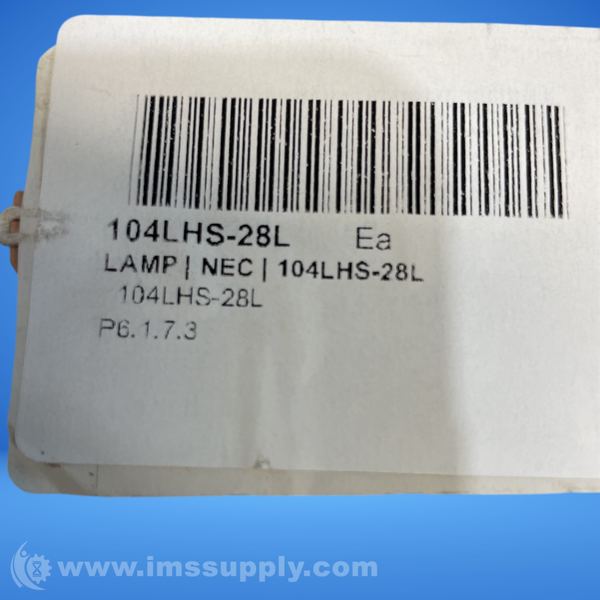 104LHS-28L Ea
LAMP | NEC | 104LHS-28L
104LHS-28L
P6.1.7.3
www.imssupply.com